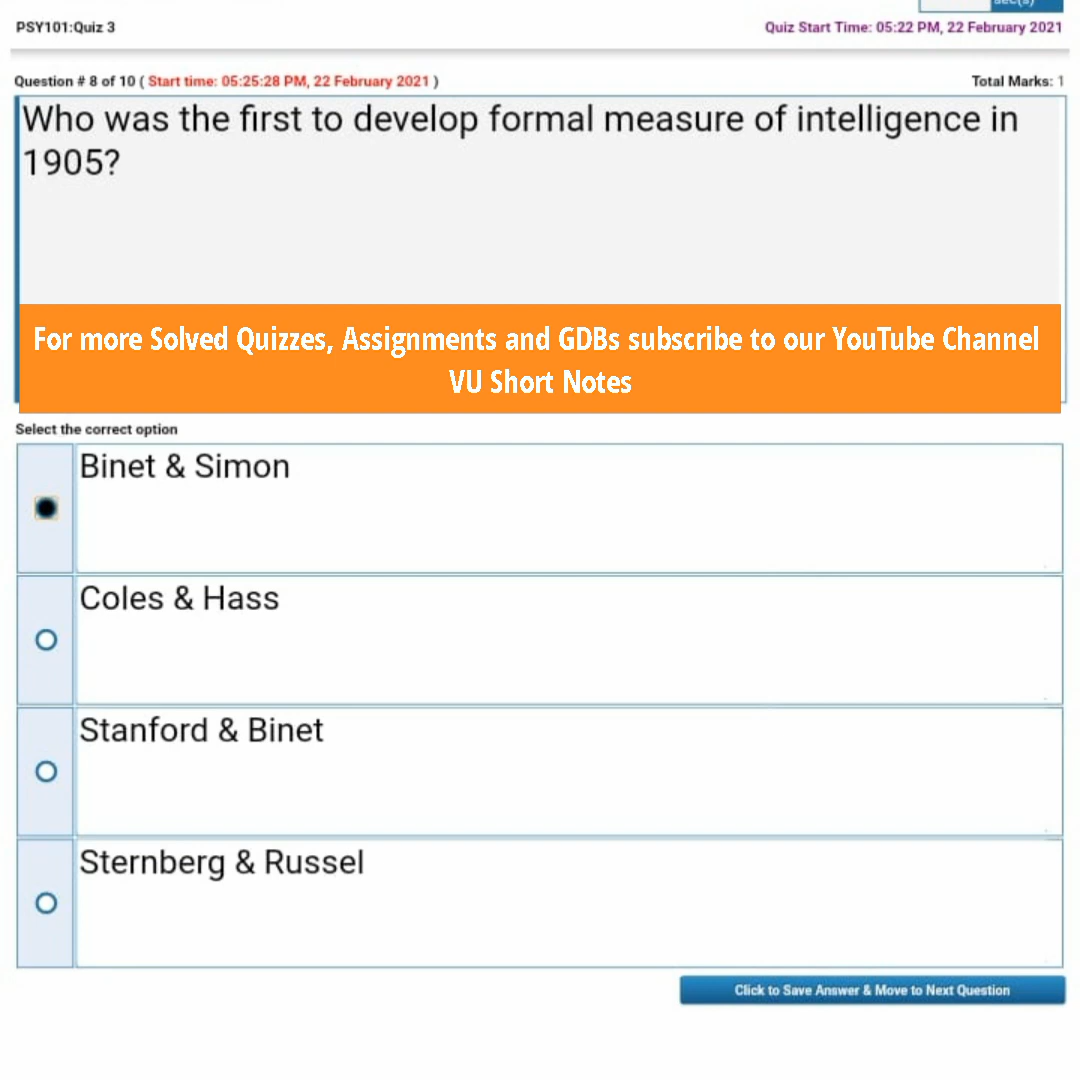 sec(s)
PSY101:Quiz 3
Quiz Start Time: 05:22 PM, 22 February 2021
Question # 8 of 10 ( Start time: 05:25:28 PM, 22 February 2021 )
Total Marks: 1
Who was the first to develop formal measure of intelligence in
1905?
For more Solved Quizzes, Assignments and GDBs subscribe to our YouTube Channel
VU Short Notes
Select the correct option
Binet & Simon
Coles & Hass
Stanford & Binet
Sternberg & Russel
Click to Save Answer & Move to Next Question